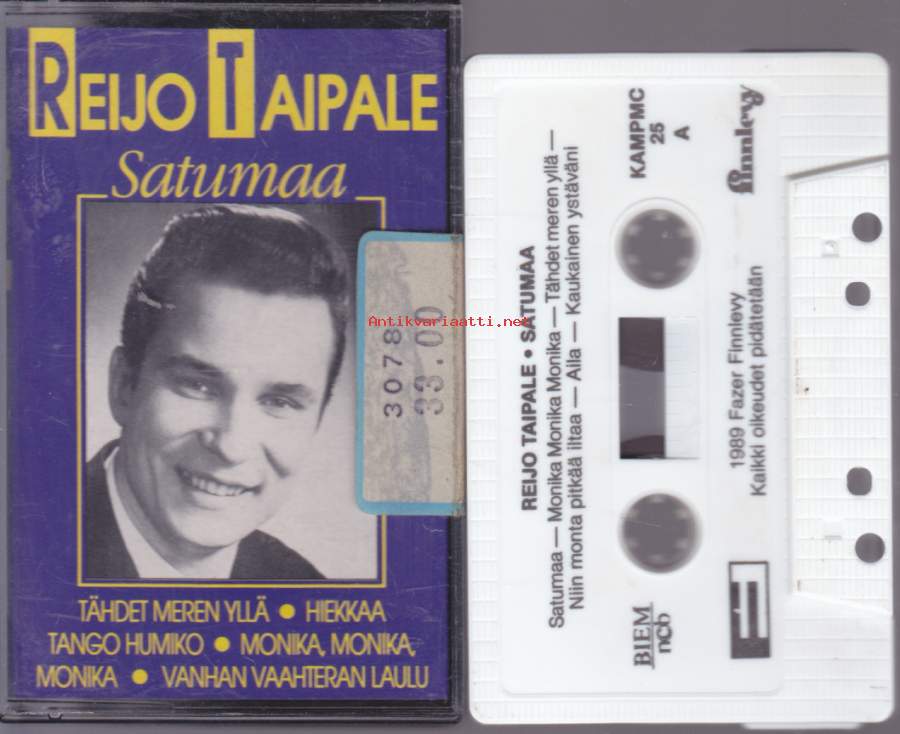 REIJO TAIPALE
Satumaa
TÄHDET MEREN YLLÄ • HIEKKAA
TANGO HUMIKO • MONIKA, MONIKA,
MONIKA • VANHAN VAAHTERAN LAULU
3078
33.00
Antikvariaatti.net
REIJO TAIPALE • SATUMAA
Satumaa — Monika Monika Monika — Tähdet meren yllä —
Niin monta pitkää iltaa — Aila — Kaukainen ystäväni
KAMPMC
25
A
BIEM
ncb
1989 Fazer Finnlevy
Kaikki oikeudet pidätetään
finnlevy